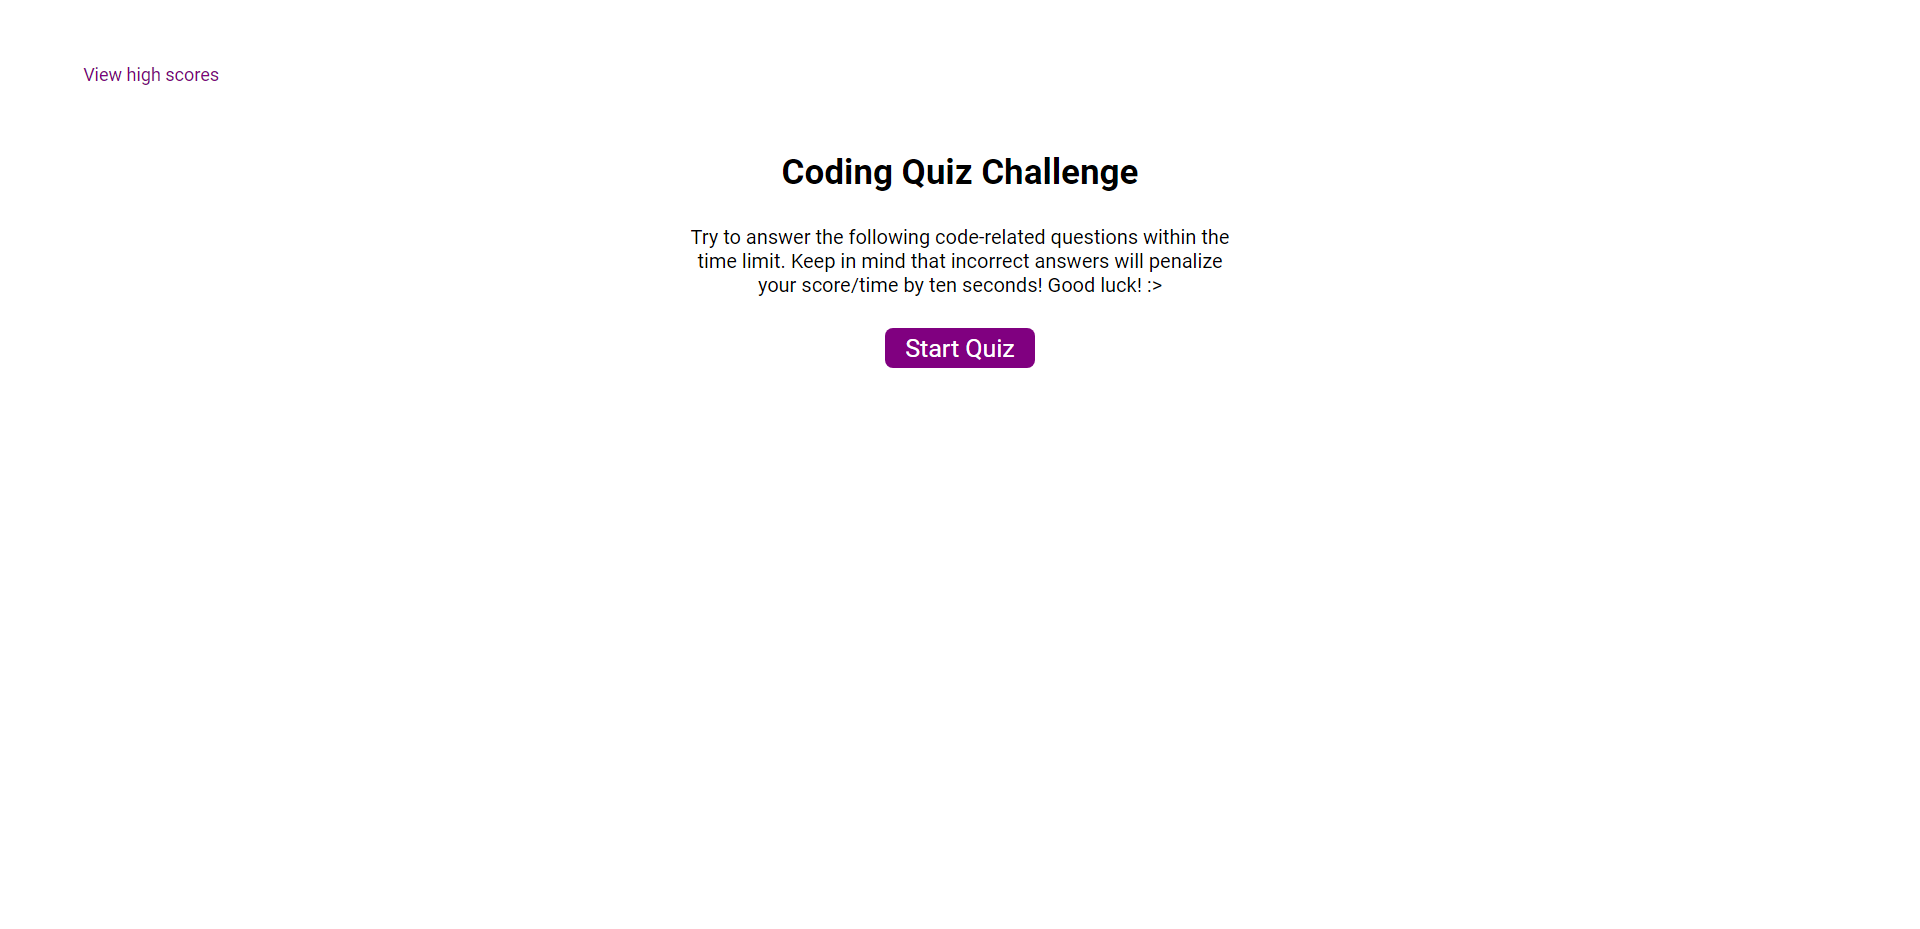 View high scores
Coding Quiz Challenge
Try to answer the following code-related questions within the
time limit. Keep in mind that incorrect answers will penalize
your score/time by ten seconds! Good luck! :>
Start Quiz